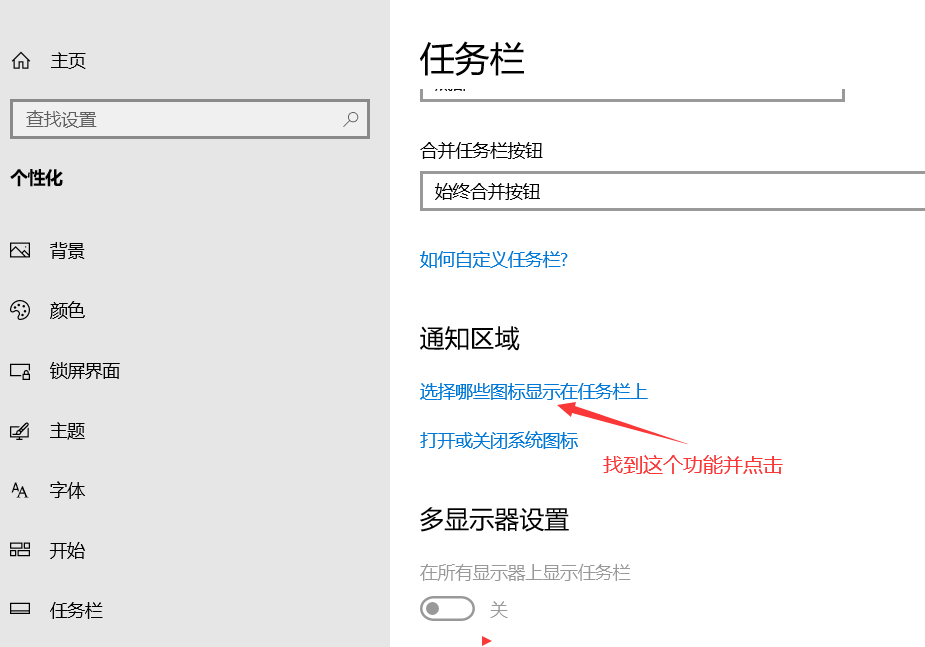 主页
查找设置
个性化
背景
颜色
锁屏界面
主题
字体
开始
任务栏
任务栏
合并任务栏按钮
始终合并按钮
如何自定义任务栏?
通知区域
选择哪些图标显示在任务栏上
打开或关闭系统图标
找到这个功能并点击
多显示器设置
在所有显示器上显示任务栏
关